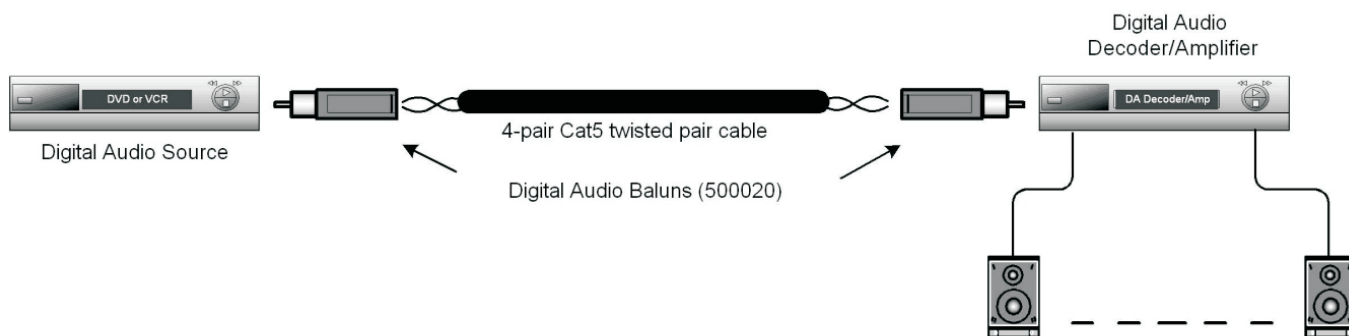 Digital Audio
Decoder/Amplifier
DVD or VCR
DA Decoder/Amp
4-pair Cat5 twisted pair cable
Digital Audio Source
Digital Audio Baluns (500020)